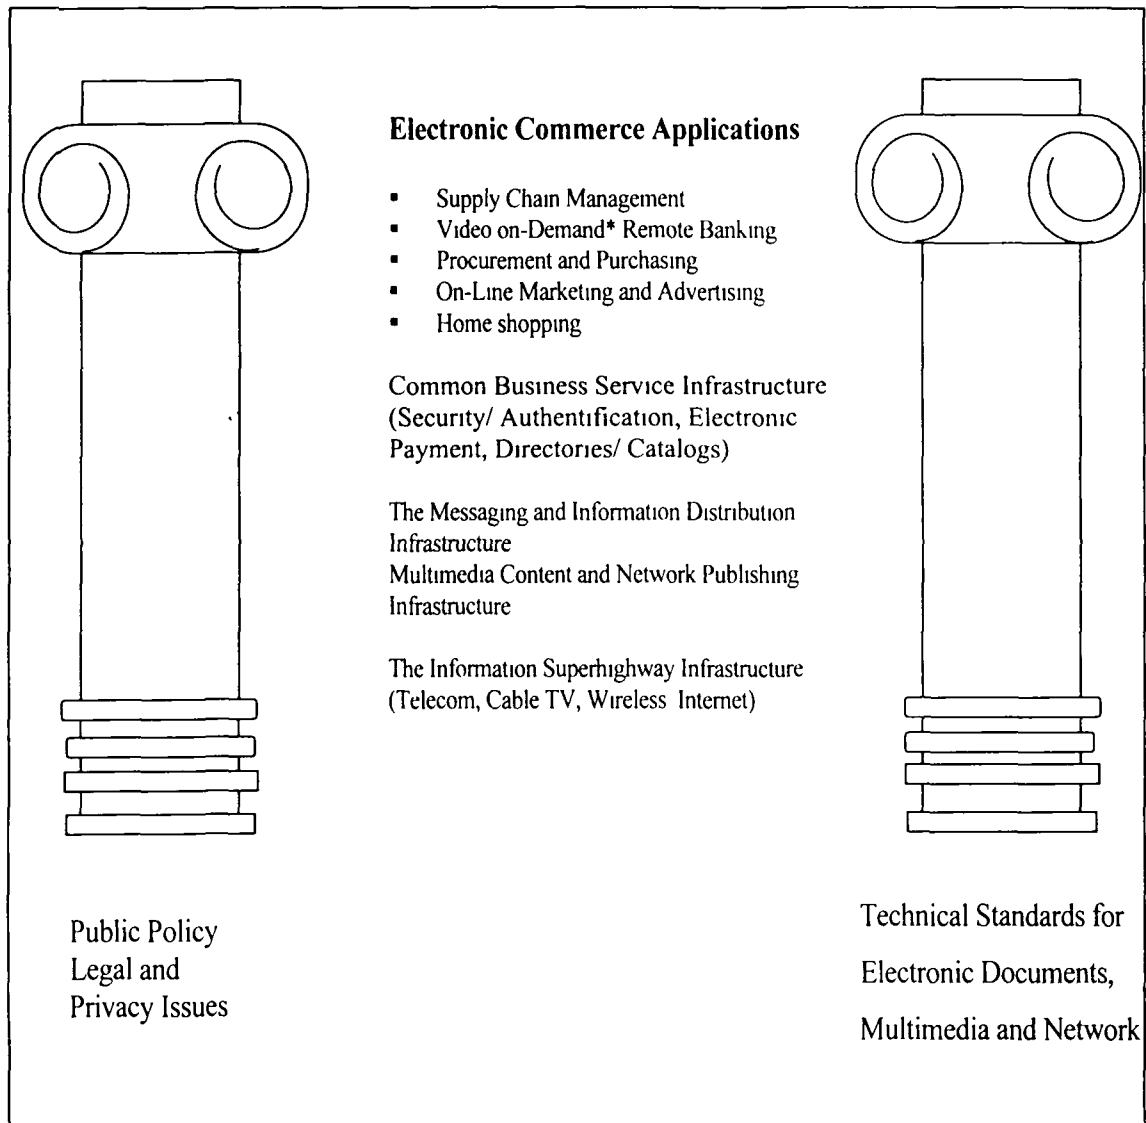 Electronic Commerce Applications
▪ Supply Chain Management
▪ Video on-Demand* Remote Banking
▪ Procurement and Purchasing
▪ On-Line Marketing and Advertising
▪ Home shopping
Common Business Service Infrastructure
(Security/ Authentification, Electronic
Payment, Directories/ Catalogs)
The Messaging and Information Distribution
Infrastructure
Multimedia Content and Network Publishing
Infrastructure
The Information Superhighway Infrastructure
(Telecom, Cable TV, Wireless Internet)
Public Policy
Legal and
Privacy Issues
Technical Standards for
Electronic Documents,
Multimedia and Network